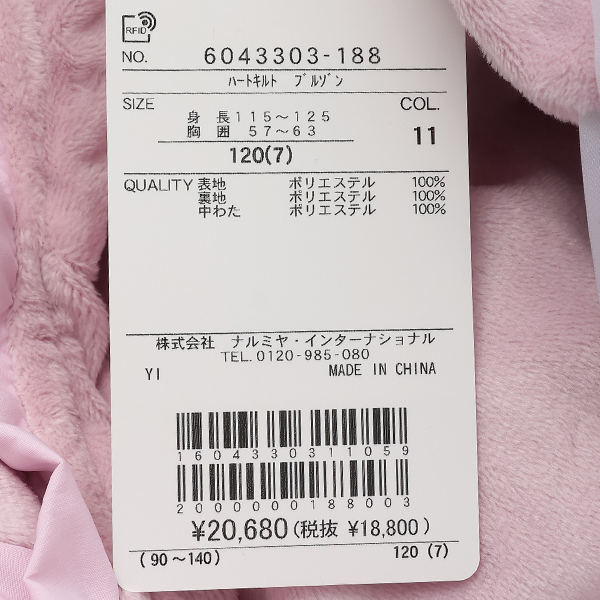 RFID
NO. 6043303-188
ハートキルト ブルゾン
SIZE COL.
身長115～125
胸囲 57～63
11
120(7)
QUALITY 表地 ポリエステル 100%
裏地 ポリエステル 100%
中わた ポリエステル 100%
株式会社 ナルミヤ・インターナショナル
TEL.0120-985-080
YI MADE IN CHINA
1604330311059
2000000188003
¥20,680(税抜 ¥18,800)
(90～140) 120 (7)